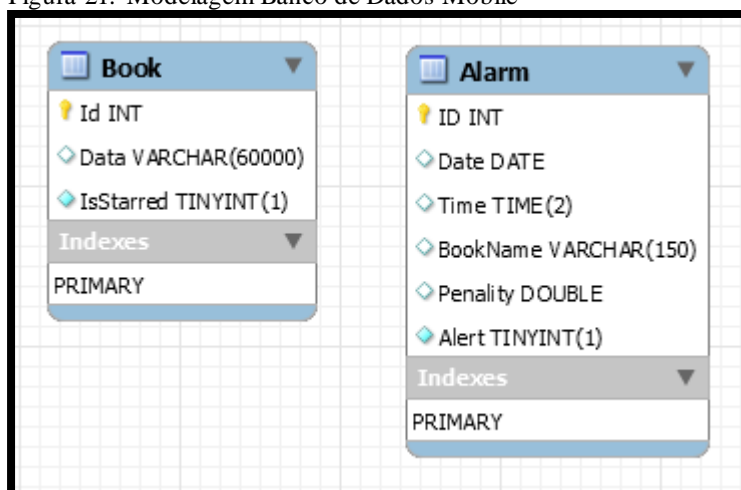 Figura 21: Modelagem Banco de Dados Mobile
Book
Id INT
Data VARCHAR(60000)
IsStarred TINYINT(1)
Indexes
PRIMARY
Alarm
ID INT
Date DATE
Time TIME(2)
BookName VARCHAR(150)
Penality DOUBLE
Alert TINYINT(1)
Indexes
PRIMARY